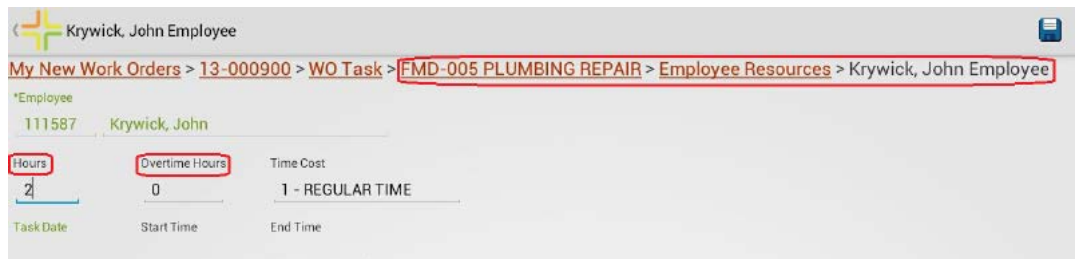 Krywick, John Employee
My New Work Orders > 13-000900 > WO Task > FMD-005 PLUMBING REPAIR > Employee Resources > Krywick, John Employee
*Employee
111587 Krywick, John
Hours Overtime Hours Time Cost
2 0 1 - REGULAR TIME
Task Date Start Time End Time